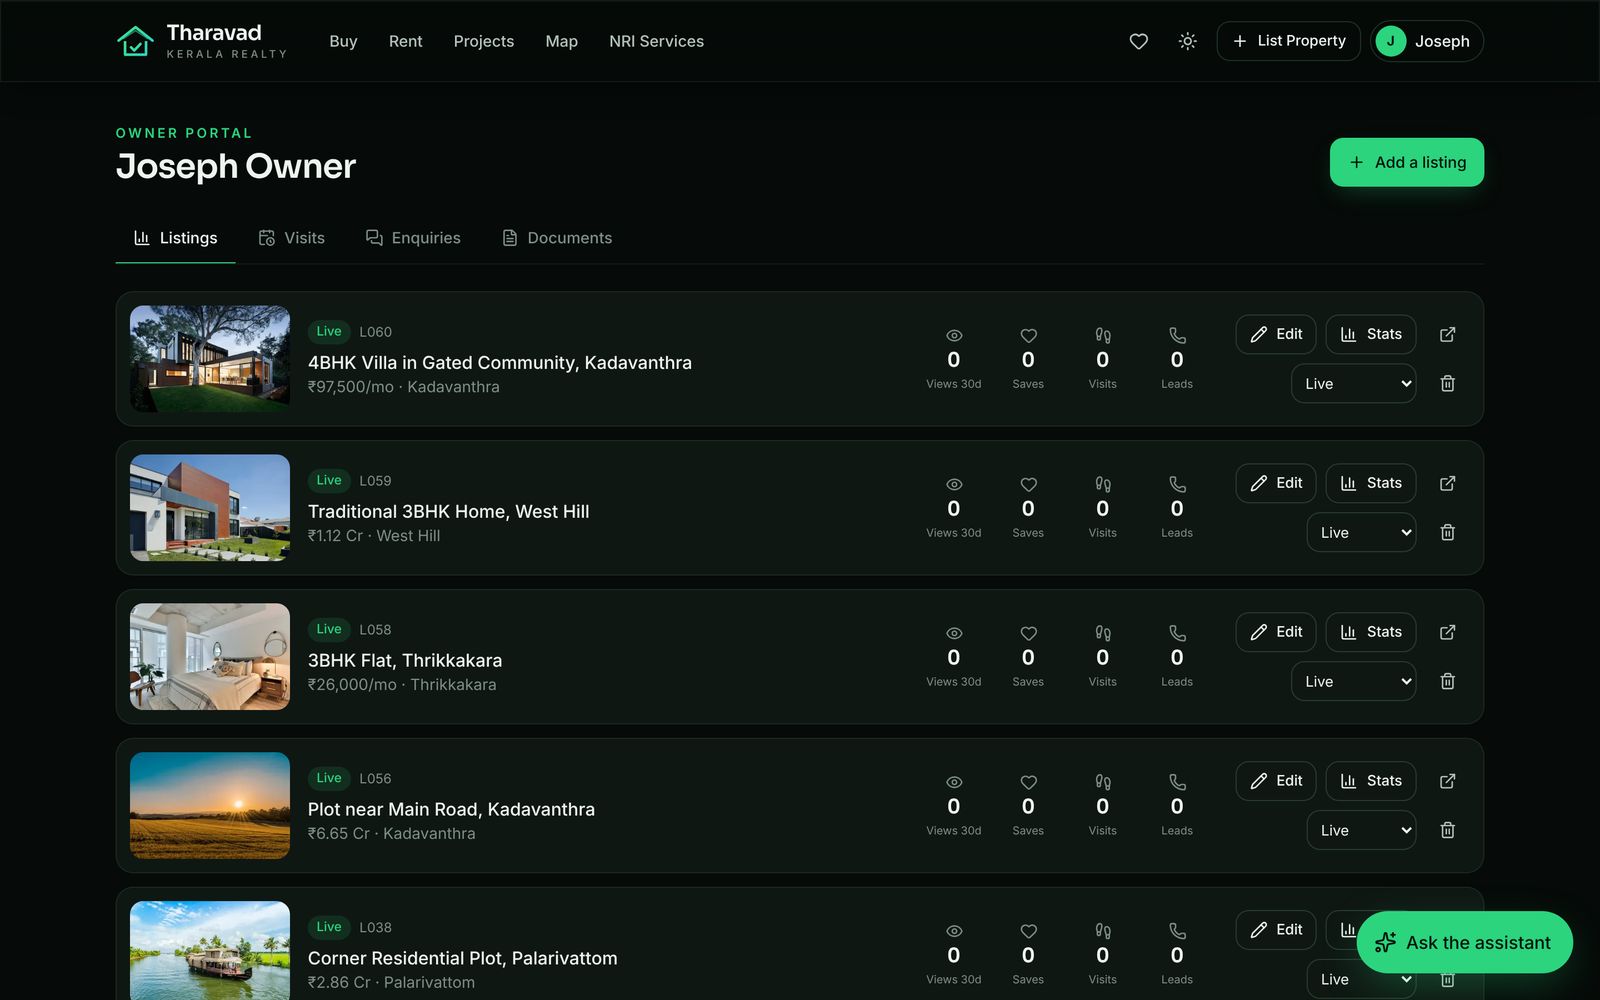 Tharavad
KERALA REALTY
Buy
Rent
Projects
Map
NRI Services
List Property
J
Joseph
OWNER PORTAL
Joseph Owner
Add a listing
Listings
Visits
Enquiries
Documents
Live
L060
4BHK Villa in Gated Community, Kadavanthra
₹97,500/mo · Kadavanthra
0
Views 30d
0
Saves
0
Visits
0
Leads
Edit
Stats
Live
Live
L059
Traditional 3BHK Home, West Hill
₹1.12 Cr · West Hill
0
Views 30d
0
Saves
0
Visits
0
Leads
Edit
Stats
Live
Live
L058
3BHK Flat, Thrikkakara
₹26,000/mo · Thrikkakara
0
Views 30d
0
Saves
0
Visits
0
Leads
Edit
Stats
Live
Live
L056
Plot near Main Road, Kadavanthra
₹6.65 Cr · Kadavanthra
0
Views 30d
0
Saves
0
Visits
0
Leads
Edit
Stats
Live
Live
L038
Corner Residential Plot, Palarivattom
₹2.86 Cr · Palarivattom
0
Views 30d
0
Saves
0
Visits
0
Leads
Edit
Live
Ask the assistant